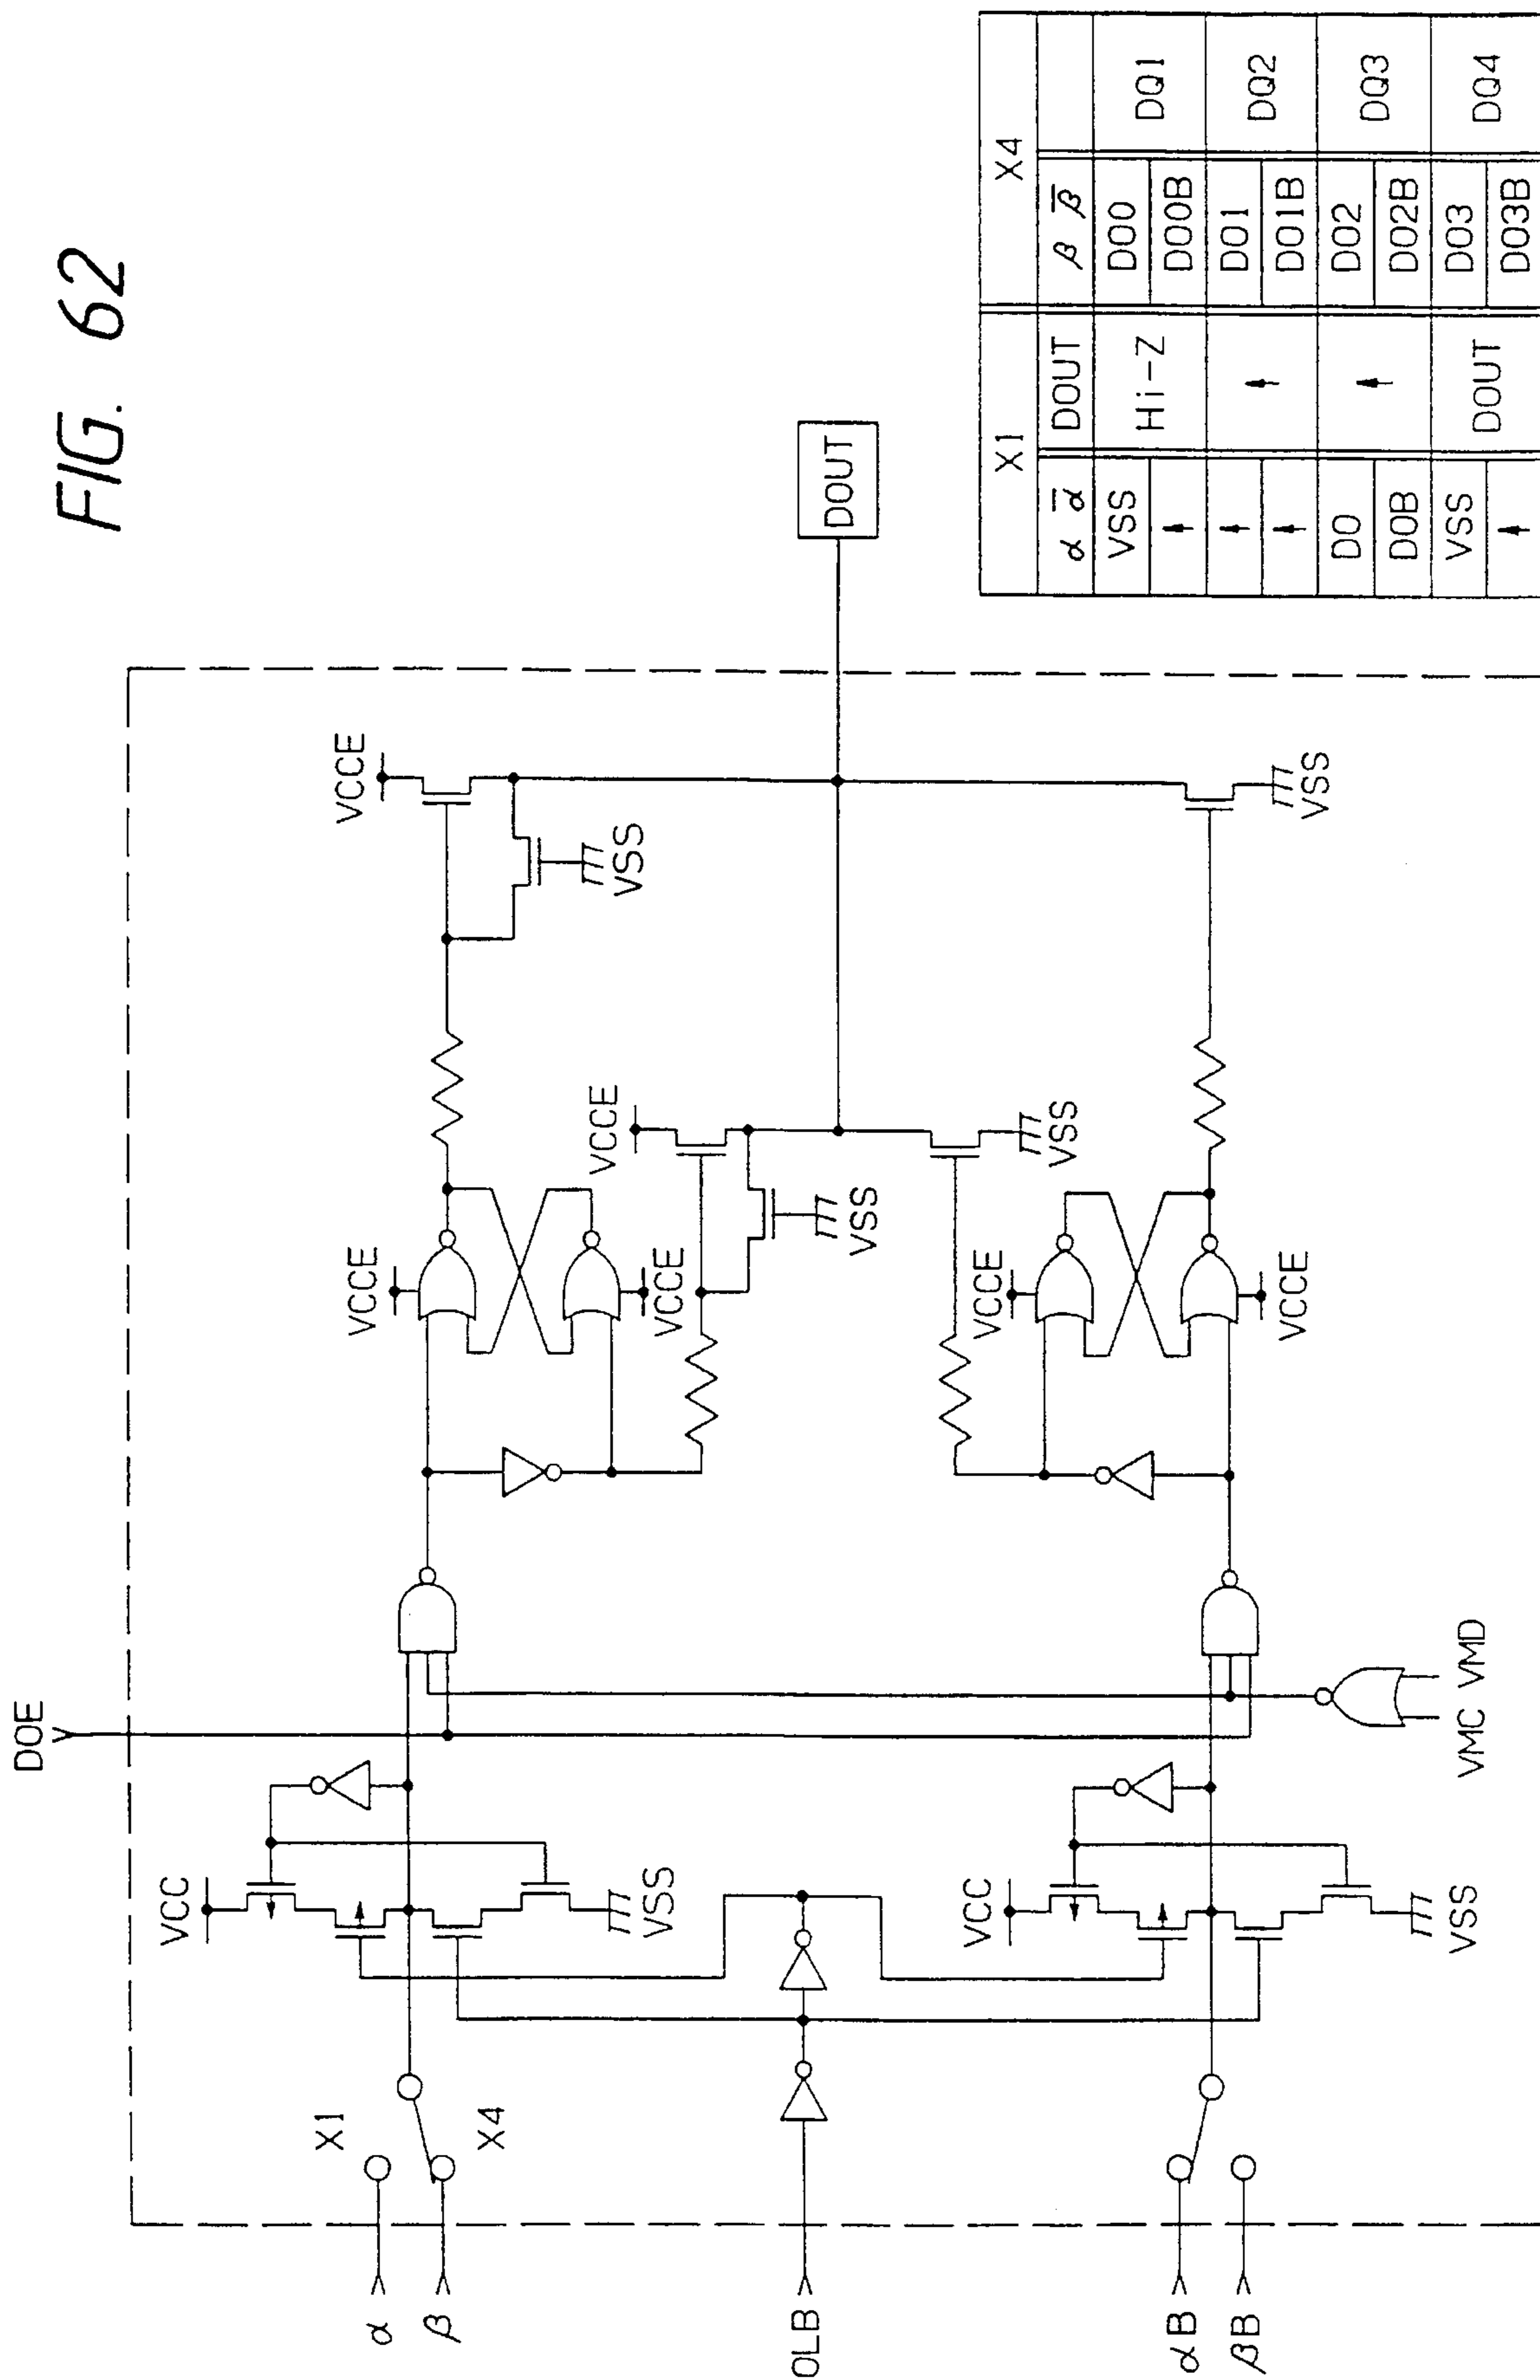 FIG. 62
DOE
VCC
X1
VCCE
VCCE
α
β
X4
VCCE
VSS
VSS
VCCE
OLB
DOUT
VSS
VCC
VCCE
VSS
αB
βB
VCCE
VSS
VSS
VMC VMD
X1 X4
α α̅ DOUT β β̅
VSS Hi-Z DO0 DQ1
↑ DO0B
↑ ↑ DO1 DQ2
↑ DO1B
DO ↑ DO2 DQ3
DOB DO2B
VSS DOUT DO3 DQ4
↑ DO3B